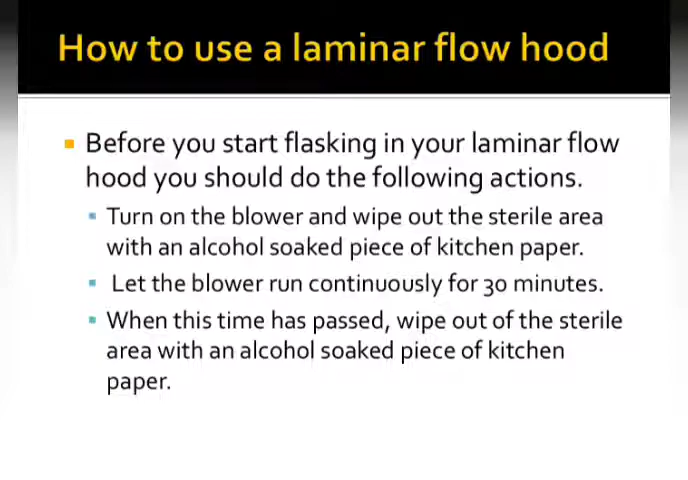 How to use a laminar flow hood
Before you start flasking in your laminar flow
hood you should do the following actions.
Turn on the blower and wipe out the sterile area
with an alcohol soaked piece of kitchen paper.
Let the blower run continuously for 30 minutes.
When this time has passed, wipe out of the sterile
area with an alcohol soaked piece of kitchen
paper.